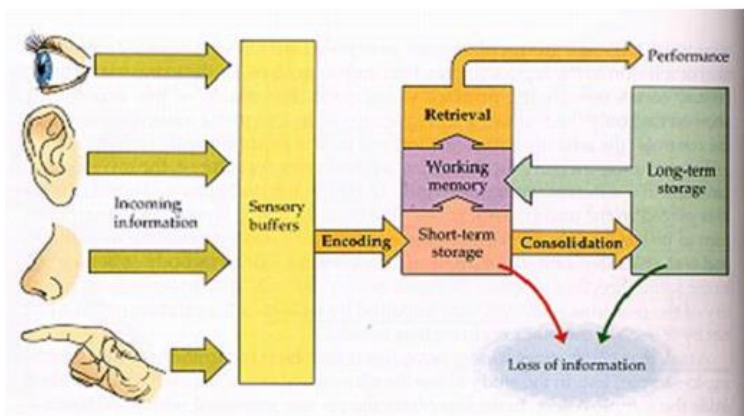 Performance
Retrieval
Working
memory
Long-term
storage
Incoming
information
Sensory
buffers
Encoding
Short-term
storage
Consolidation
Loss of information